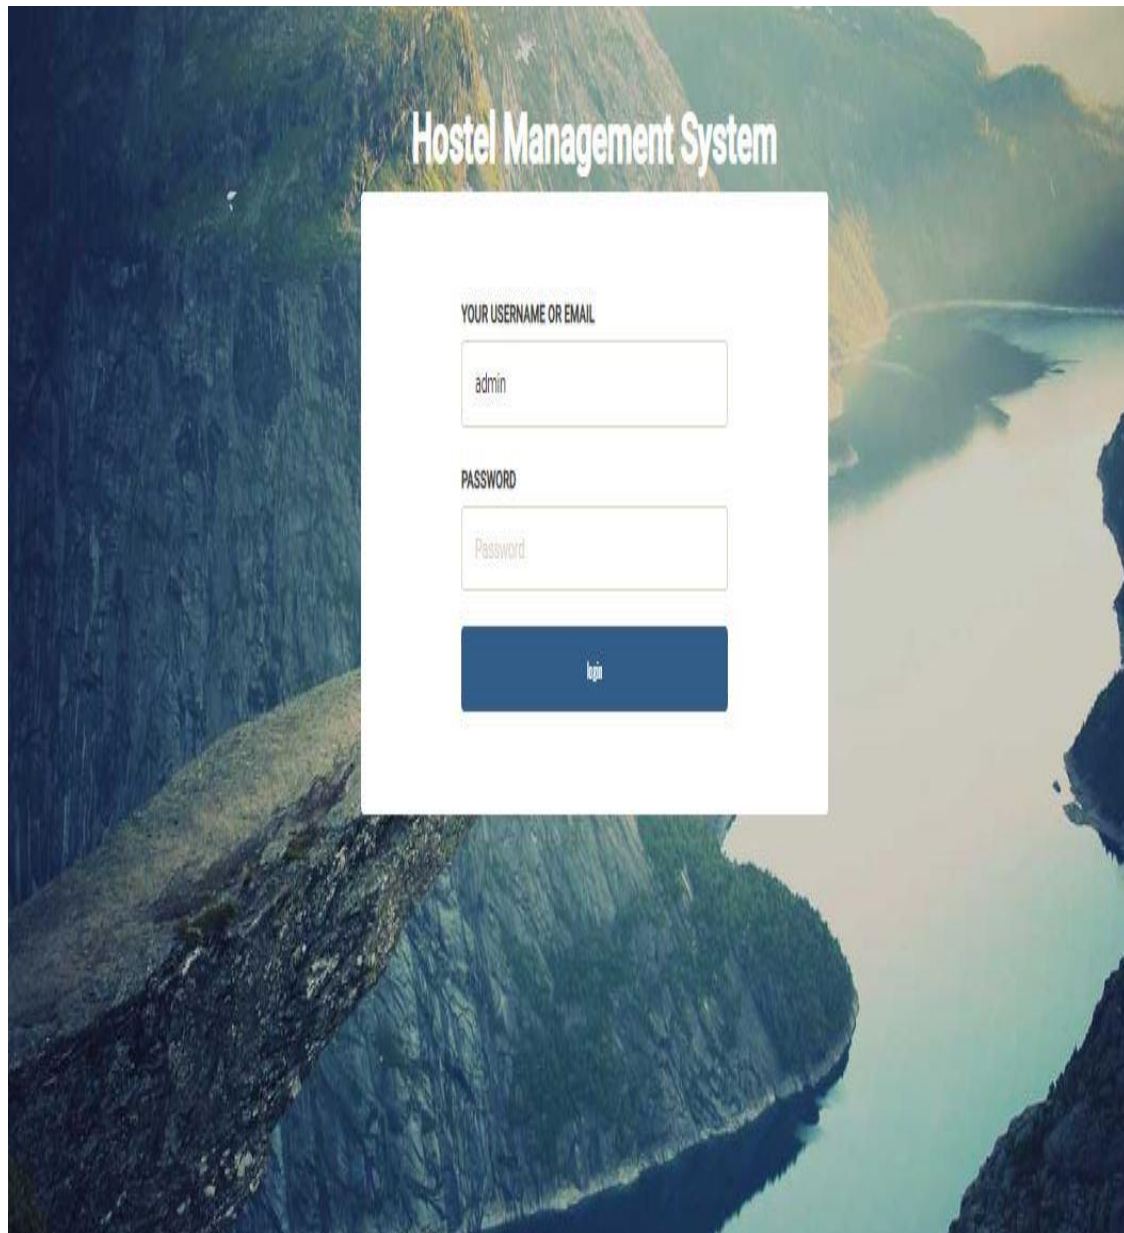 Hostel Management System
YOUR USERNAME OR EMAIL
admin
PASSWORD
Password
login